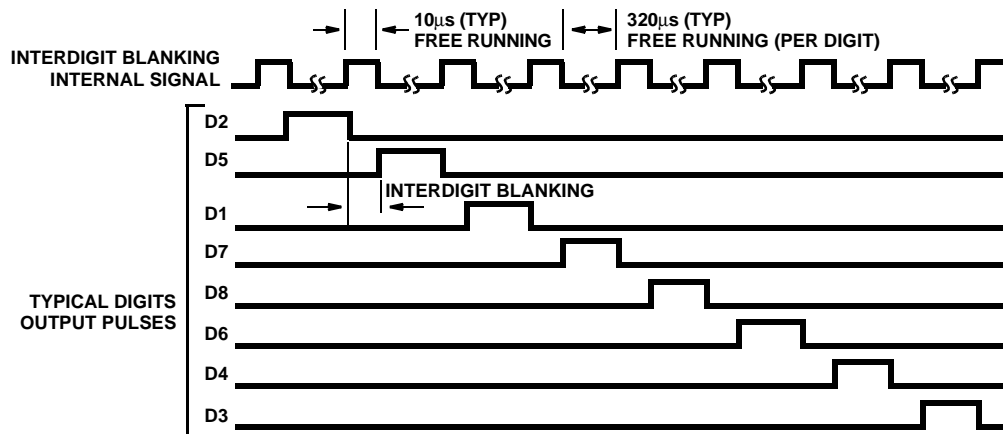 10µs (TYP)
FREE RUNNING
320µs (TYP)
FREE RUNNING (PER DIGIT)
INTERDIGIT BLANKING
INTERNAL SIGNAL
D2
D5
INTERDIGIT BLANKING
D1
D7
D8
TYPICAL DIGITS
OUTPUT PULSES
D6
D4
D3